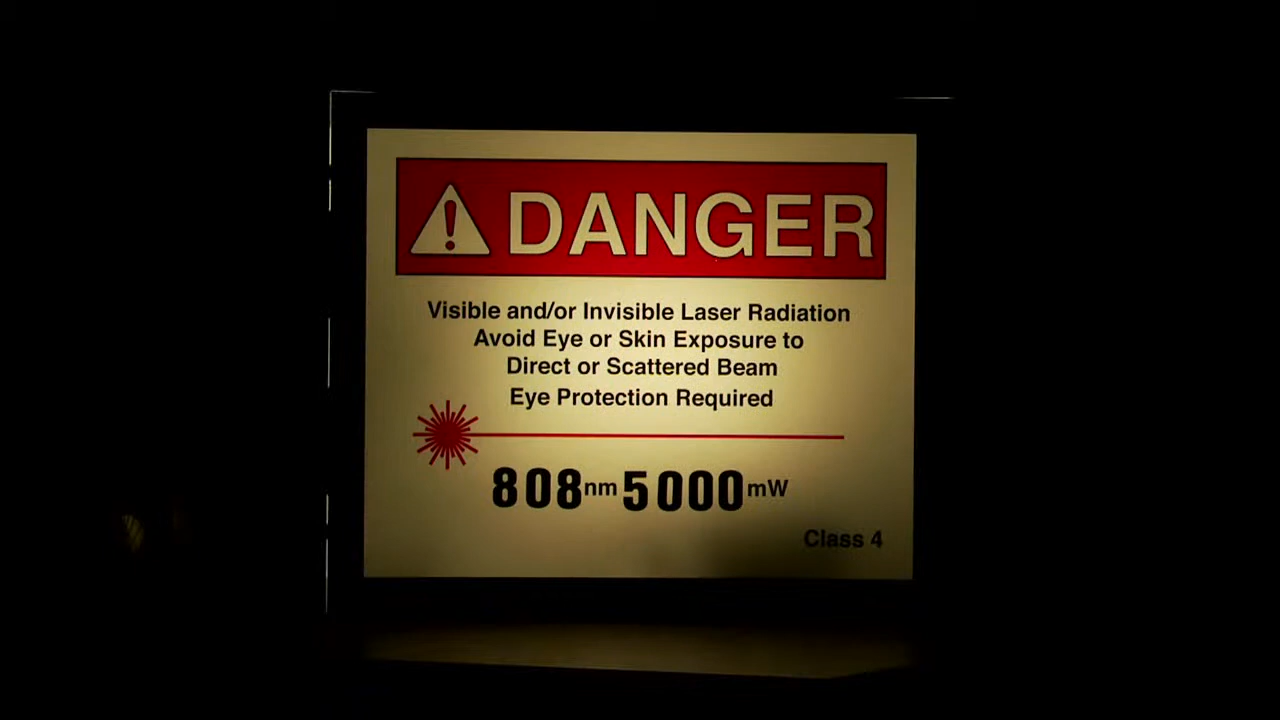 DANGER
Visible and/or Invisible Laser Radiation
Avoid Eye or Skin Exposure to
Direct or Scattered Beam
Eye Protection Required
808nm 5000mW
Class 4